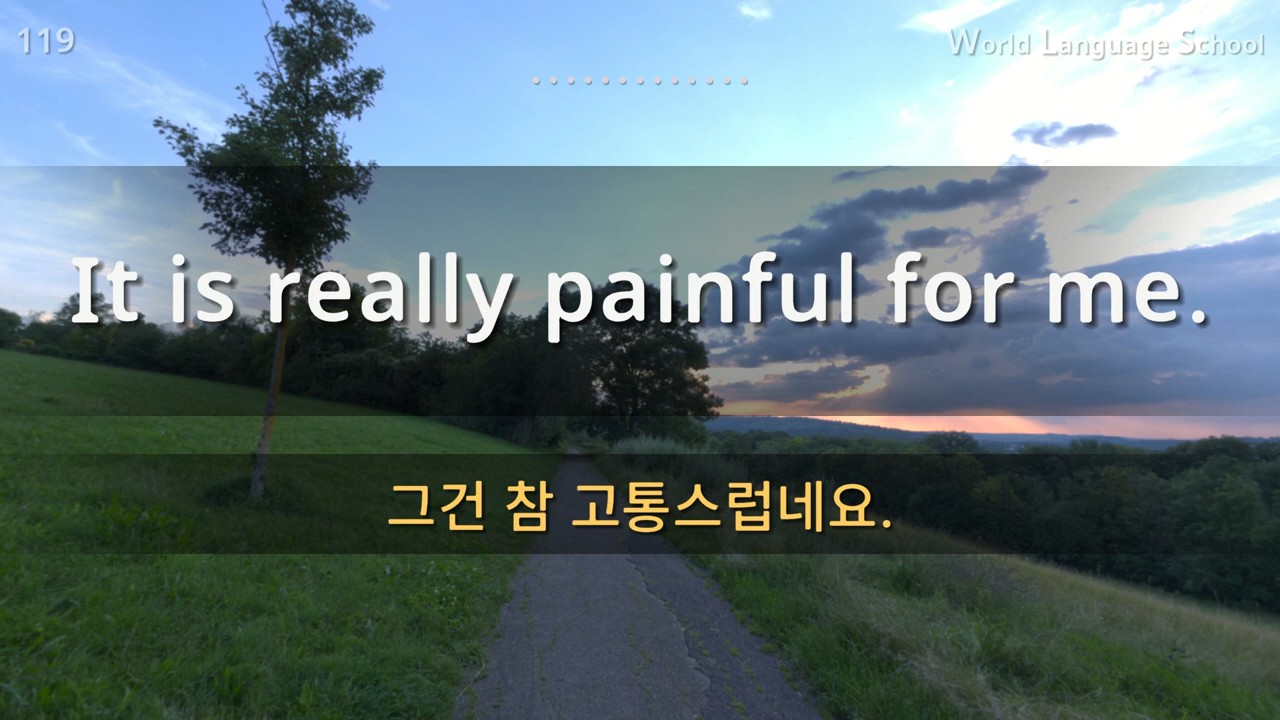 119
World Language School
It is really painful for me.
그건 참 고통스럽네요.